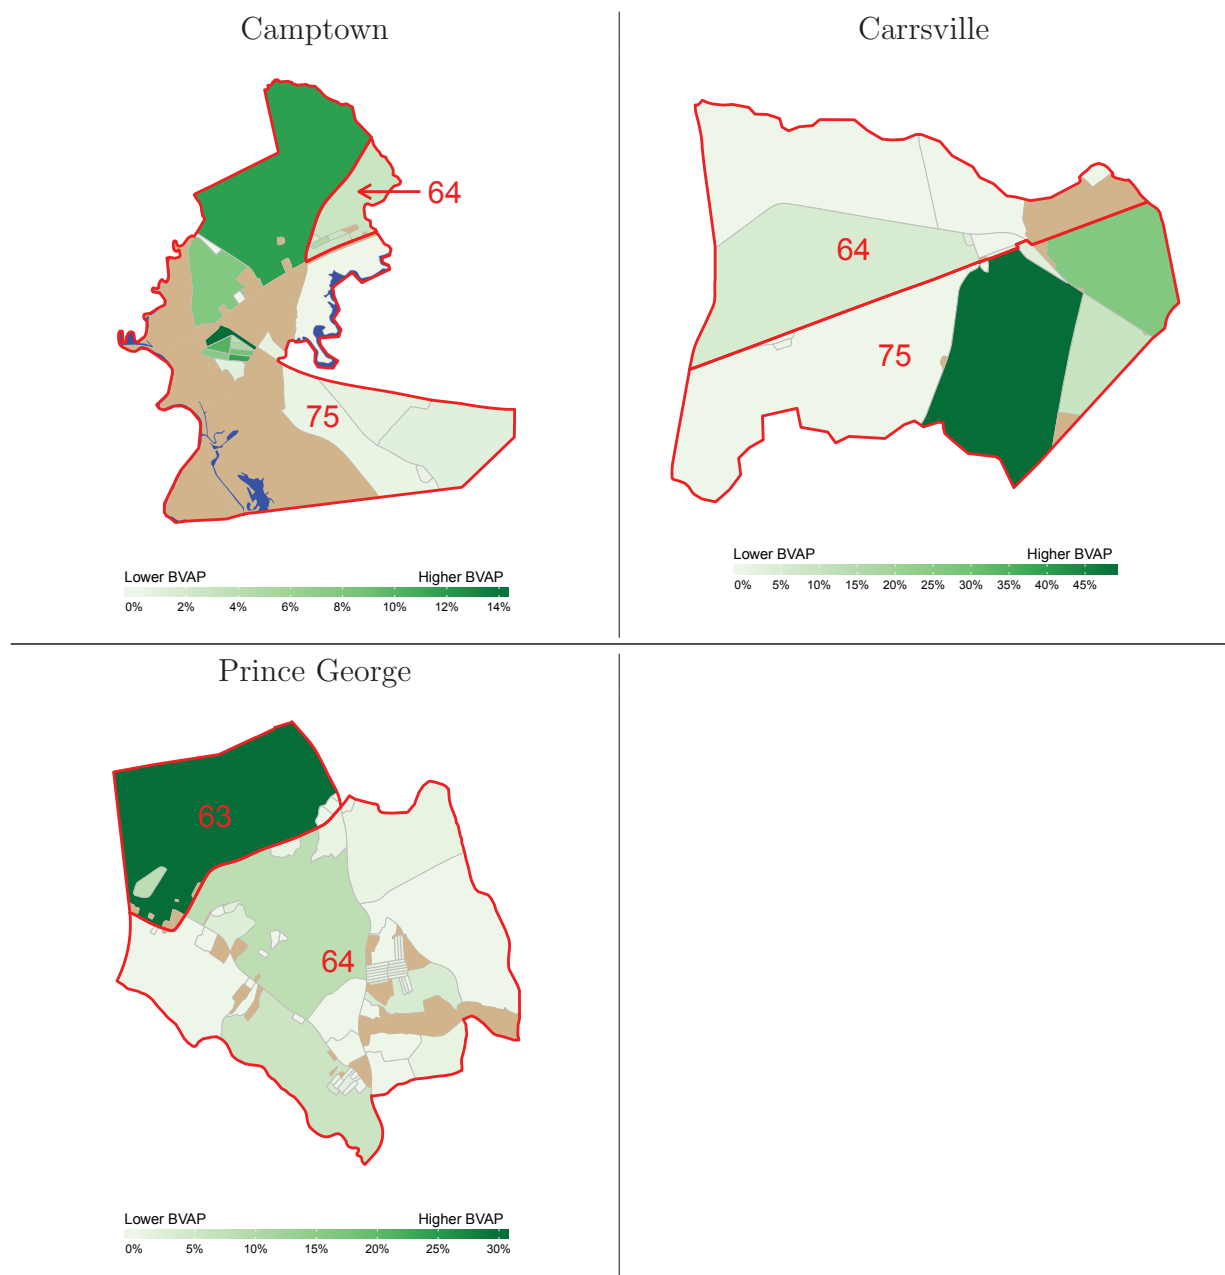 Camptown
64
75
Lower BVAP Higher BVAP
0% 2% 4% 6% 8% 10% 12% 14%
Carrsville
64
75
Lower BVAP Higher BVAP
0% 5% 10% 15% 20% 25% 30% 35% 40% 45%
Prince George
63
64
Lower BVAP Higher BVAP
0% 5% 10% 15% 20% 25% 30%